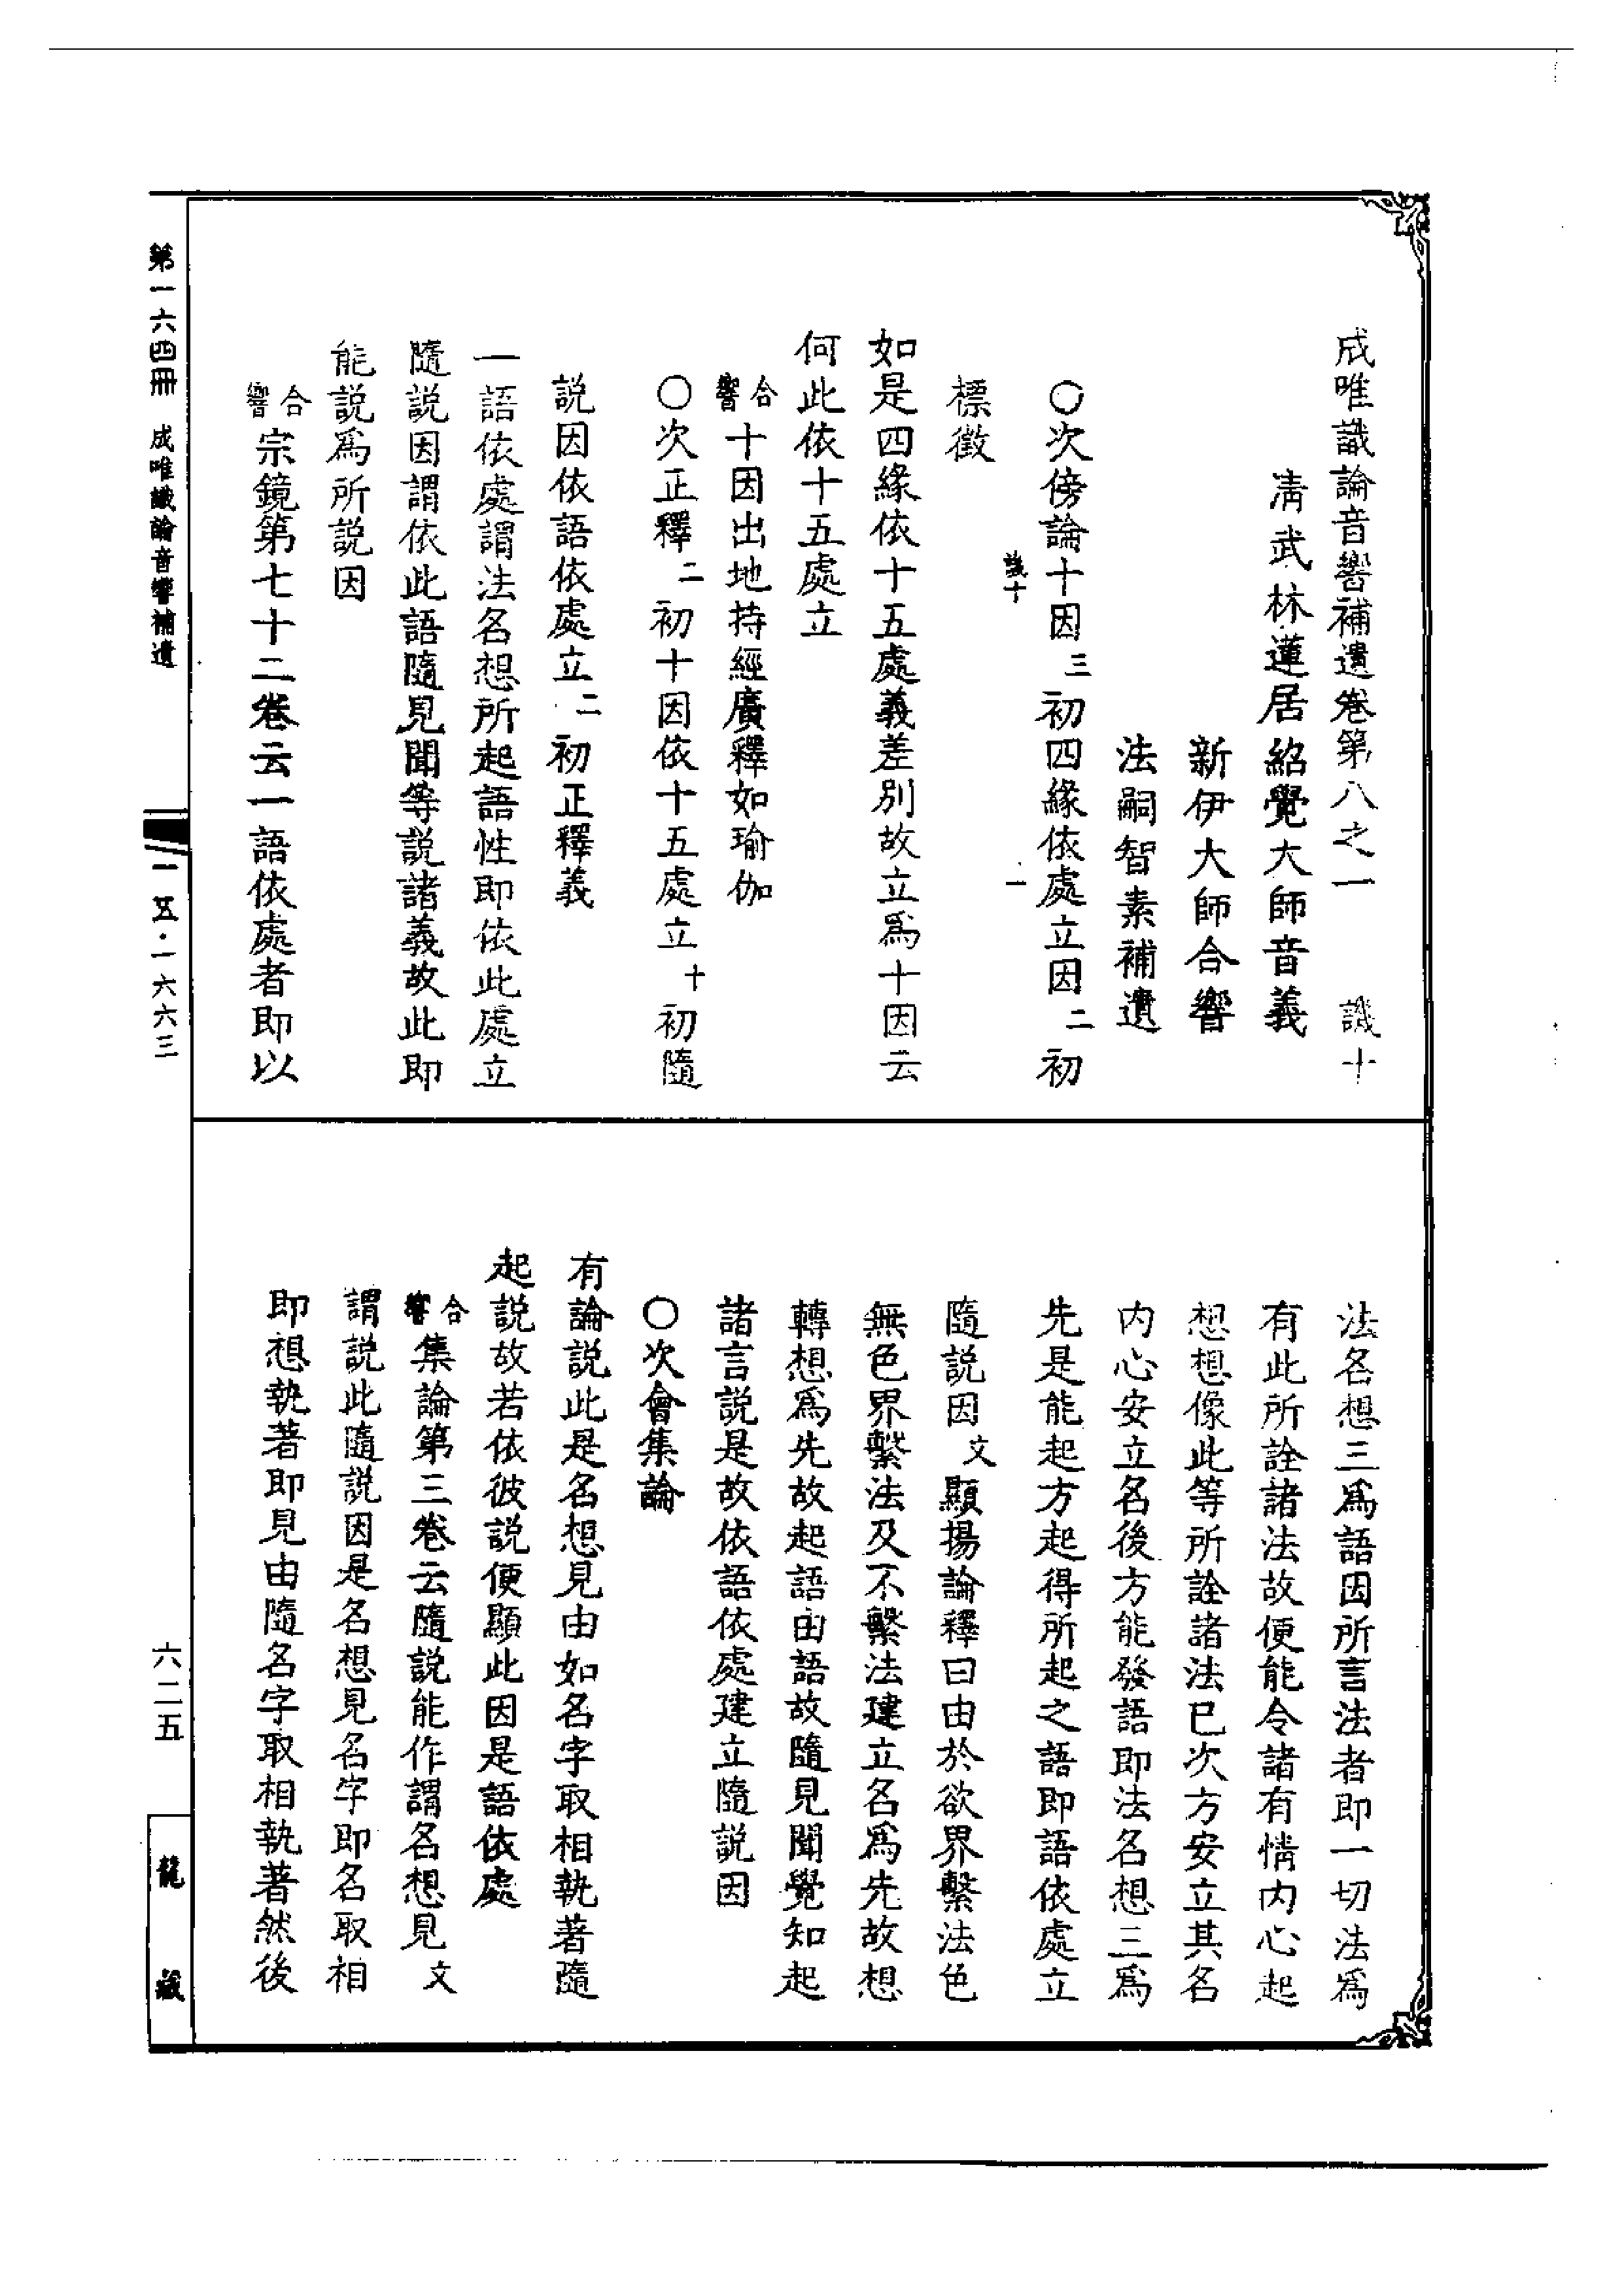 成唯識論音響補遺卷第八之一　識十
清武林蓮居紹覺大師音義
新伊大師合響
法嗣智素補遺
○次傍論十因三初四緣依處立因二初
識十　一
標徵
如是四緣依十五處義差別故立爲十因云
何此依十五處立
合響十因出地持經廣釋如瑜伽
○次正釋二初十因依十五處立十初隨
說因依語依處立二初正釋義
一語依處謂法名想所起語性即依此處立
隨說因謂依此語隨見聞等說諸義故此即
能說爲所說因
合響宗鏡第七十二卷云一語依處者即以
法名想三爲語因所言法者即一切法爲
有此所詮諸法故便能令諸有情內心起
想想像此等所詮諸法已次方安立其名
內心安立名後方能發語即法名想三爲
先是能起方起得所起之語即語依處立
隨說因文顯揚論釋曰由於欲界繫法色
無色界繫法及不繫法建立名爲先故想
轉想爲先故起語由語故隨見聞覺知起
諸言說是故依語依處建立隨說因
○次會集論
有論說此是名想見由如名字取相執著隨
起說故若依彼說便顯此因是語依處
合響集論第三卷云隨說能作謂名想見文
謂說此隨說因是名想見名字即名取相
即想執著即見由隨名字取相執著然後
第一六四冊　成唯識論音響補遺
一五·一六六三
六二五
龍藏